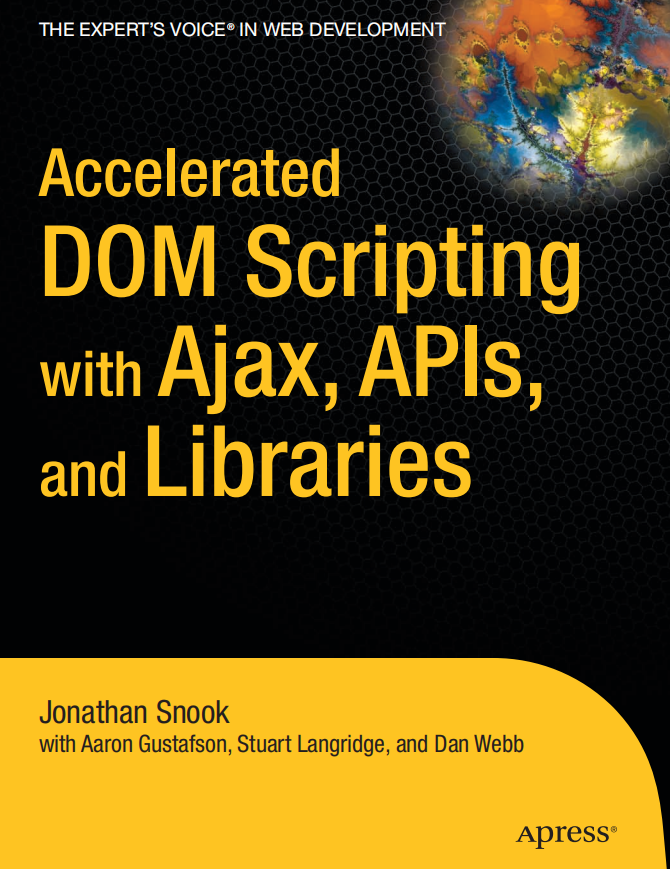 THE EXPERT'S VOICE® IN WEB DEVELOPMENT
Accelerated
DOM Scripting
with Ajax, APIs,
and Libraries
Jonathan Snook
with Aaron Gustafson, Stuart Langridge, and Dan Webb
Apress®